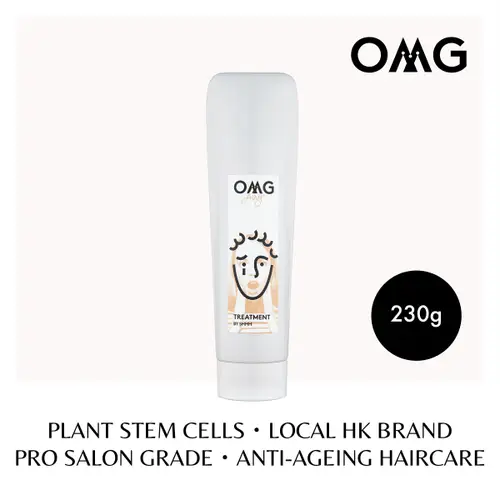 OMG
OMG
TREATMENT
230g
PLANT STEM CELLS • LOCAL HK BRAND
PRO SALON GRADE • ANTI-AGEING HAIRCARE